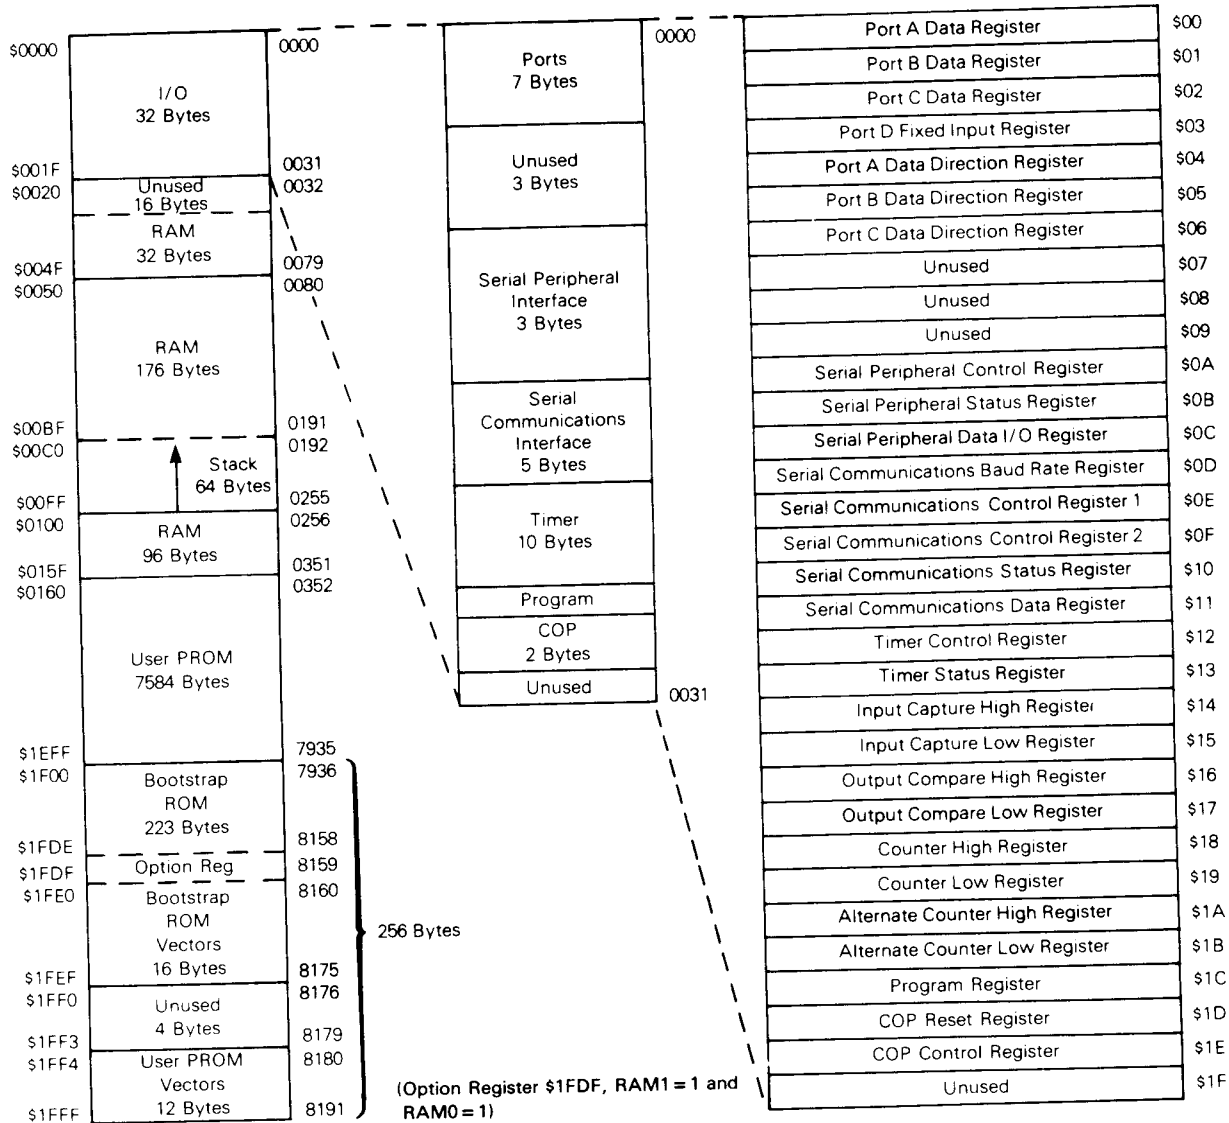 $0000
I/O
32 Bytes
0000
$001F
0031
$0020
Unused
16 Bytes
0032
RAM
32 Bytes
$004F
0079
$0050
0080
RAM
176 Bytes
$00BF
0191
$00C0
0192
Stack
64 Bytes
$00FF
0255
$0100
0256
RAM
96 Bytes
$015F
0351
$0160
0352
User PROM
7584 Bytes
$1EFF
7935
$1F00
7936
Bootstrap
ROM
223 Bytes
$1FDE
8158
$1FDF
Option Reg
8159
$1FE0
8160
Bootstrap
ROM
Vectors
16 Bytes
$1FEF
8175
$1FF0
8176
Unused
4 Bytes
$1FF3
8179
$1FF4
8180
User PROM
Vectors
12 Bytes
$1FFF
8191
256 Bytes
(Option Register $1FDF, RAM1 = 1 and
RAM0 = 1)
0000
Ports
7 Bytes
Unused
3 Bytes
Serial Peripheral
Interface
3 Bytes
Serial
Communications
Interface
5 Bytes
Timer
10 Bytes
Program
COP
2 Bytes
Unused
0031
Port A Data Register $00
Port B Data Register $01
Port C Data Register $02
Port D Fixed Input Register $03
Port A Data Direction Register $04
Port B Data Direction Register $05
Port C Data Direction Register $06
Unused $07
Unused $08
Unused $09
Serial Peripheral Control Register $0A
Serial Peripheral Status Register $0B
Serial Peripheral Data I/O Register $0C
Serial Communications Baud Rate Register $0D
Serial Communications Control Register 1 $0E
Serial Communications Control Register 2 $0F
Serial Communications Status Register $10
Serial Communications Data Register $11
Timer Control Register $12
Timer Status Register $13
Input Capture High Register $14
Input Capture Low Register $15
Output Compare High Register $16
Output Compare Low Register $17
Counter High Register $18
Counter Low Register $19
Alternate Counter High Register $1A
Alternate Counter Low Register $1B
Program Register $1C
COP Reset Register $1D
COP Control Register $1E
Unused $1F